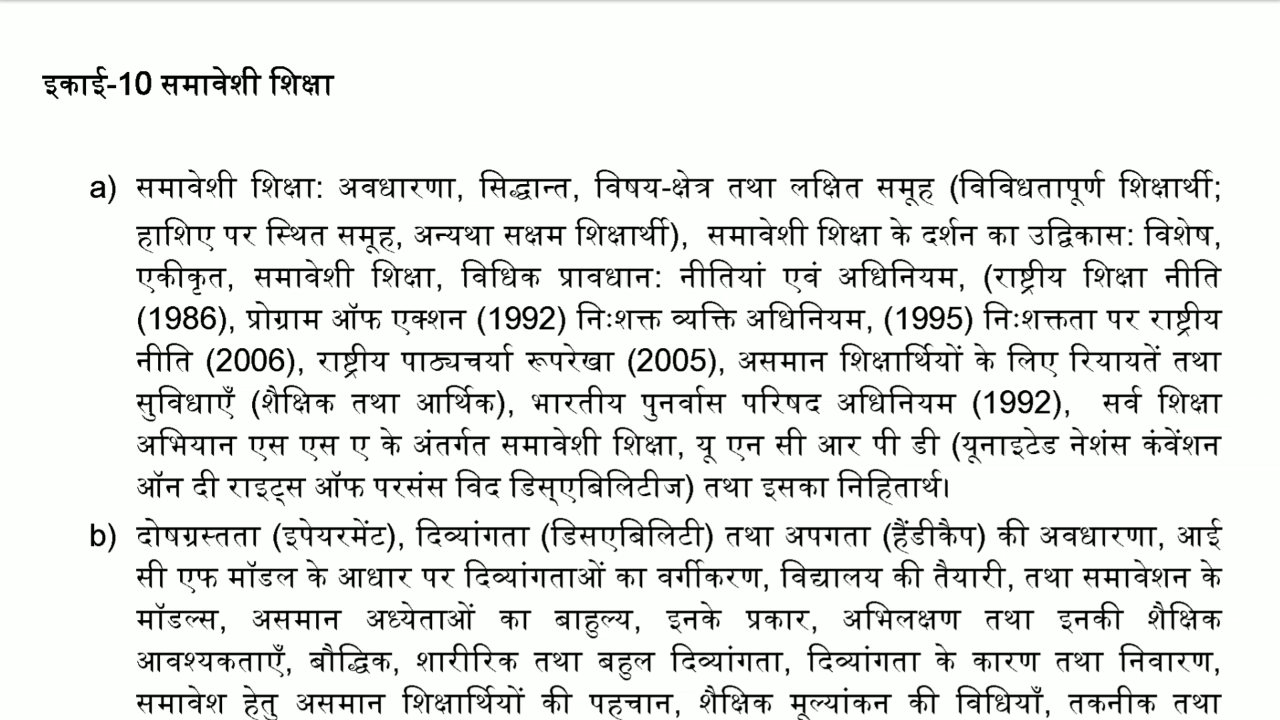 इकाई-10 समावेशी शिक्षा
a) समावेशी शिक्षा: अवधारणा, सिद्धान्त, विषय-क्षेत्र तथा लक्षित समूह (विविधतापूर्ण शिक्षार्थी;
हाशिए पर स्थित समूह, अन्यथा सक्षम शिक्षार्थी), समावेशी शिक्षा के दर्शन का उद्विकास: विशेष,
एकीकृत, समावेशी शिक्षा, विधिक प्रावधान: नीतियां एवं अधिनियम, (राष्ट्रीय शिक्षा नीति
(1986), प्रोग्राम ऑफ एक्शन (1992) निःशक्त व्यक्ति अधिनियम, (1995) निःशक्तता पर राष्ट्रीय
नीति (2006), राष्ट्रीय पाठ्यचर्या रूपरेखा (2005), असमान शिक्षार्थियों के लिए रियायतें तथा
सुविधाएँ (शैक्षिक तथा आर्थिक), भारतीय पुनर्वास परिषद अधिनियम (1992), सर्व शिक्षा
अभियान एस एस ए के अंतर्गत समावेशी शिक्षा, यू एन सी आर पी डी (यूनाइटेड नेशंस कंवेंशन
ऑन दी राइट्स ऑफ परसंस विद डिस्एबिलिटीज) तथा इसका निहितार्थ।
b) दोषग्रस्तता (इपेयरमेंट), दिव्यांगता (डिसएबिलिटी) तथा अपगता (हैंडीकैप) की अवधारणा, आई
सी एफ मॉडल के आधार पर दिव्यांगताओं का वर्गीकरण, विद्यालय की तैयारी, तथा समावेशन के
मॉडल्स, असमान अध्येताओं का बाहुल्य, इनके प्रकार, अभिलक्षण तथा इनकी शैक्षिक
आवश्यकताएँ, बौद्धिक, शारीरिक तथा बहुल दिव्यांगता, दिव्यांगता के कारण तथा निवारण,
समावेश हेतु असमान शिक्षार्थियों की पहचान, शैक्षिक मूल्यांकन की विधियाँ, तकनीक तथा